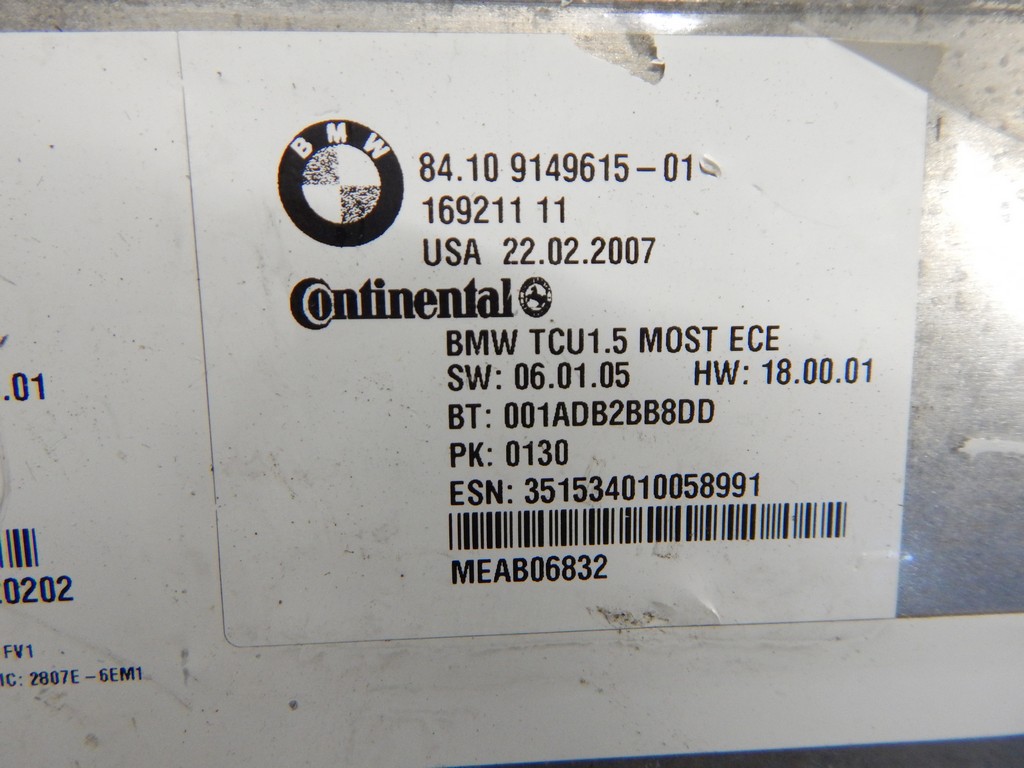 BMW
84.10 9149615-01
169211 11
USA 22.02.2007
Continental
BMW TCU1.5 MOST ECE
SW: 06.01.05 HW: 18.00.01
BT: 001ADB2BB8DD
PK: 0130
ESN: 351534010058991
MEAB06832
.01
0202
FV1
IC: 2807E-6EM1